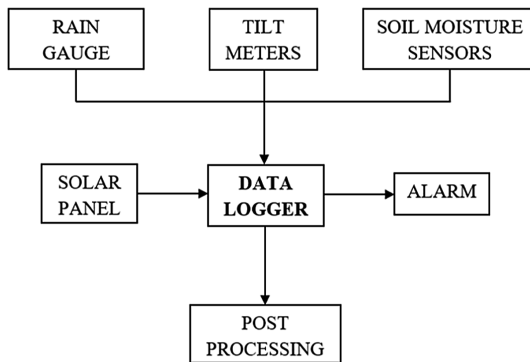 RAIN
GAUGE
TILT
METERS
SOIL MOISTURE
SENSORS
SOLAR
PANEL
DATA
LOGGER
ALARM
POST
PROCESSING